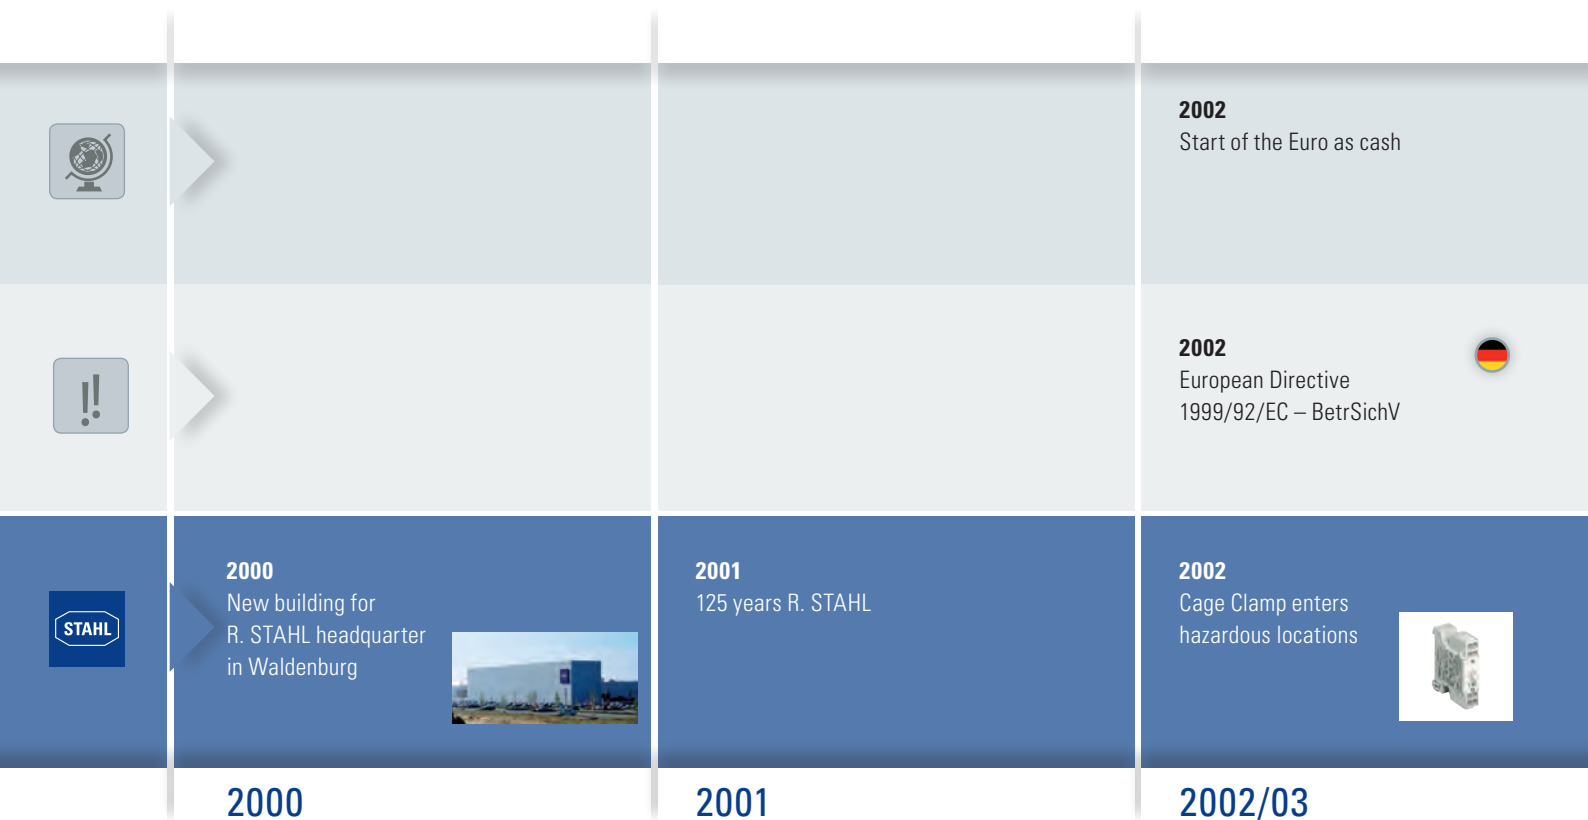 2002
Start of the Euro as cash
2002
European Directive
1999/92/EC – BetrSichV
!!
STAHL
2000
New building for
R. STAHL headquarter
in Waldenburg
2001
125 years R. STAHL
2002
Cage Clamp enters
hazardous locations
2000
2001
2002/03